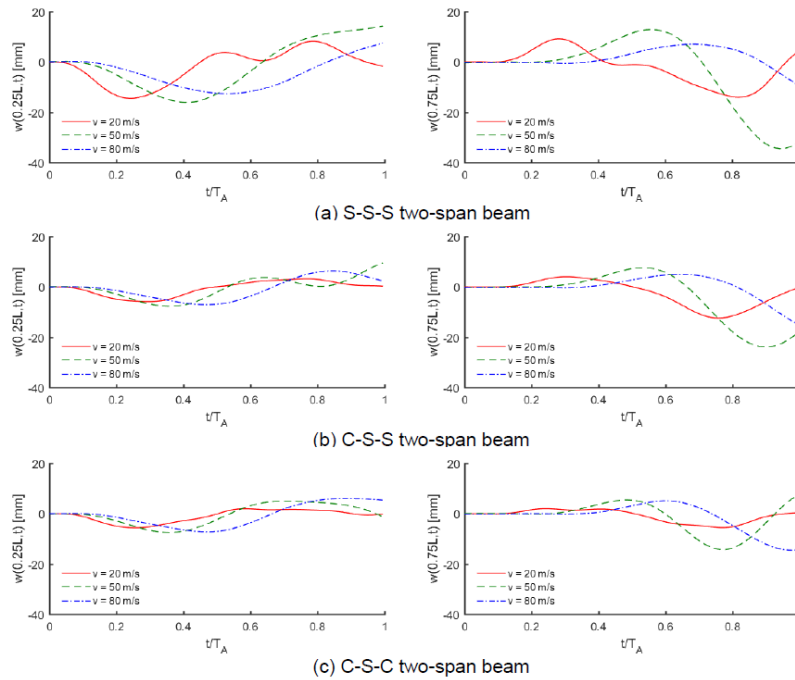 20
0
-20
-40
w(0.25L.t) [mm]
v = 20 m/s
v = 50 m/s
v = 80 m/s
0 0.2 0.4 0.6 0.8 1
t/T_A
20
0
-20
-40
w(0.75L.t) [mm]
v = 20 m/s
v = 50 m/s
v = 80 m/s
0 0.2 0.4 0.6 0.8
t/T_A
(a) S-S-S two-span beam
20
0
-20
-40
w(0.25L.t) [mm]
v = 20 m/s
v = 50 m/s
v = 80 m/s
0 0.2 0.4 0.6 0.8 1
t/T_A
20
0
-20
-40
w(0.75L.t) [mm]
v = 20 m/s
v = 50 m/s
v = 80 m/s
0 0.2 0.4 0.6 0.8
t/T_A
(b) C-S-S two-span beam
20
0
-20
-40
w(0.25L.t) [mm]
v = 20 m/s
v = 50 m/s
v = 80 m/s
0 0.2 0.4 0.6 0.8 1
t/T_A
20
0
-20
-40
w(0.75L.t) [mm]
v = 20 m/s
v = 50 m/s
v = 80 m/s
0 0.2 0.4 0.6 0.8
t/T_A
(c) C-S-C two-span beam